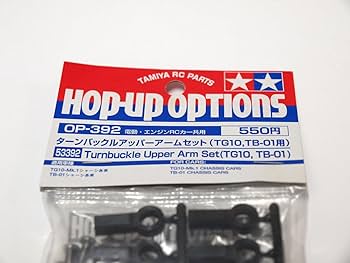 TAMIYA RC PARTS
HOP-UP OPTIONS
OP-392 電動・エンジンRCカー共用 550円
ターンバックルアッパーアームセット(TG10,TB-01用)
53392 Turnbuckle Upper Arm Set(TG10, TB-01)
FOR CARS
TG10-Mk.1シャーシ各車 TG10-Mk.1 CHASSIS CARS
TB-01シャーシ各車 TB-01 CHASSIS CARS